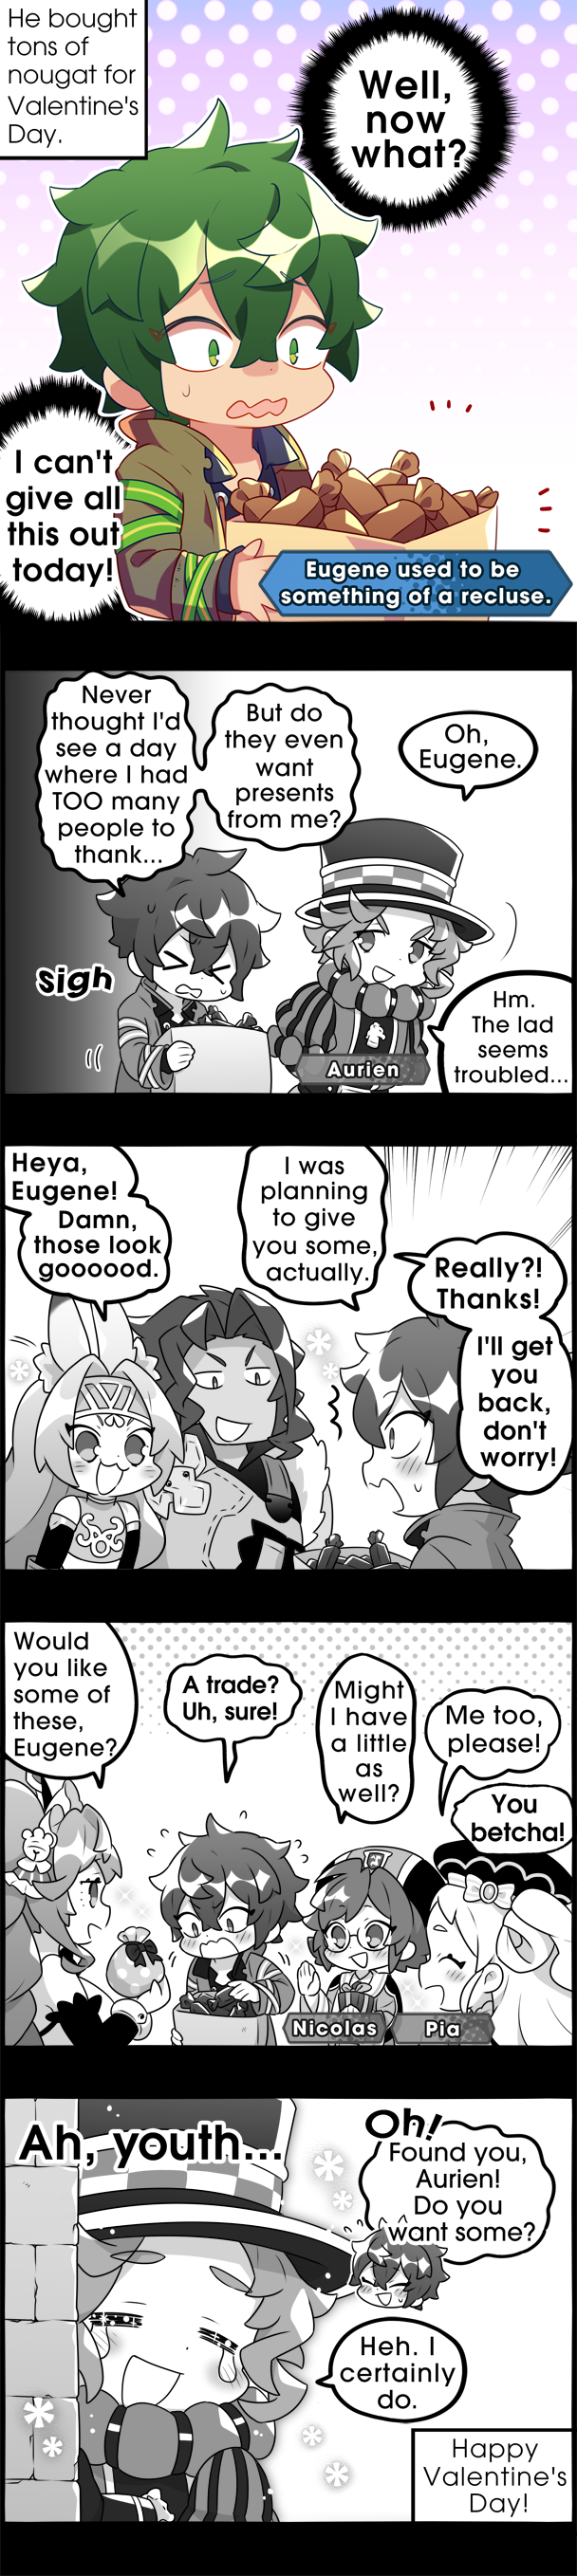 He bought
tons of
nougat for
Valentine's
Day.
Well,
now
what?
I can't
give all
this out
today!
Eugene used to be
something of a recluse.
Never
thought I'd
see a day
where I had
TOO many
people to
thank...
But do
they even
want
presents
from me?
Oh,
Eugene.
Sigh
Hm.
The lad
seems
troubled...
Aurien
Heya,
Eugene!
Damn,
those look
goooood.
I was
planning
to give
you some,
actually.
Really?!
Thanks!
I'll get
you
back,
don't
worry!
Would
you like
some of
these,
Eugene?
A trade?
Uh, sure!
Might
I have
a little
as
well?
Me too,
please!
You
betcha!
Nicolas
Pia
Ah, youth...
Oh!
Found you,
Aurien!
Do you
want some?
Heh. I
certainly
do.
Happy
Valentine's
Day!